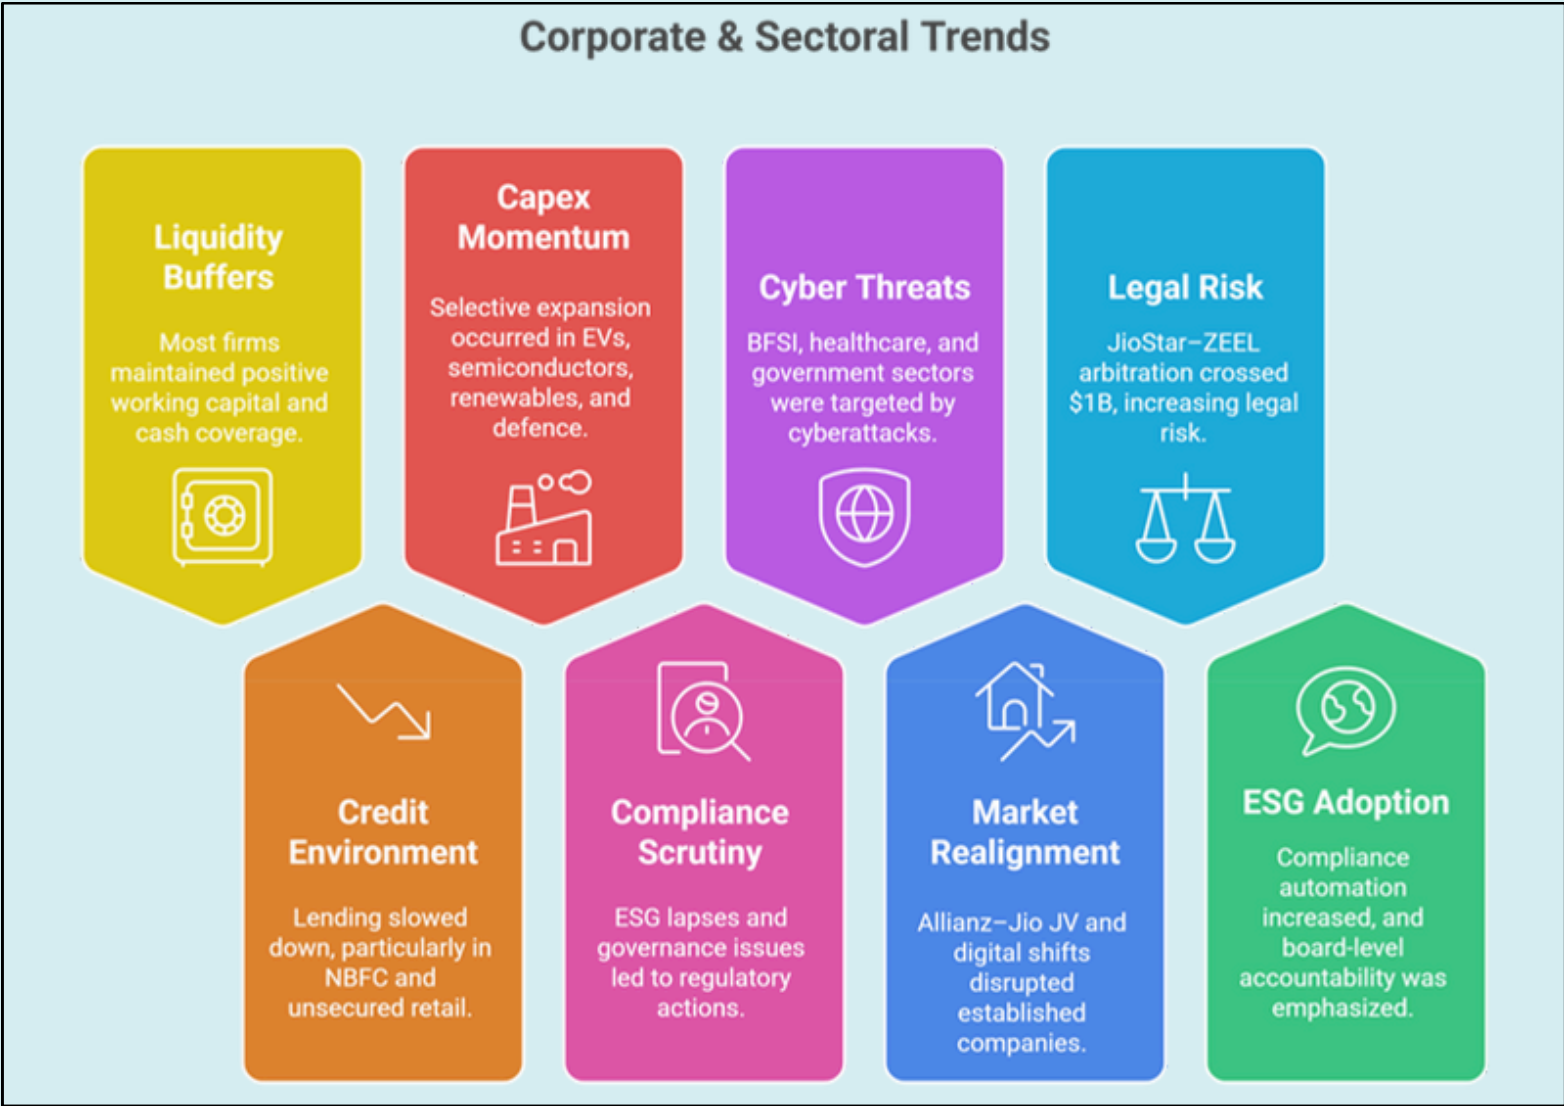 Corporate & Sectoral Trends
Liquidity
Buffers
Most firms
maintained positive
working capital and
cash coverage.
Capex
Momentum
Selective expansion
occurred in EVs,
semiconductors,
renewables, and
defence.
Cyber Threats
BFSI, healthcare, and
government sectors
were targeted by
cyberattacks.
Legal Risk
JioStar–ZEEL
arbitration crossed
$1B, increasing legal
risk.
Credit
Environment
Lending slowed
down, particularly in
NBFC and
unsecured retail.
Compliance
Scrutiny
ESG lapses and
governance issues
led to regulatory
actions.
Market
Realignment
Allianz–Jio JV and
digital shifts
disrupted
established
companies.
ESG Adoption
Compliance
automation
increased, and
board-level
accountability was
emphasized.